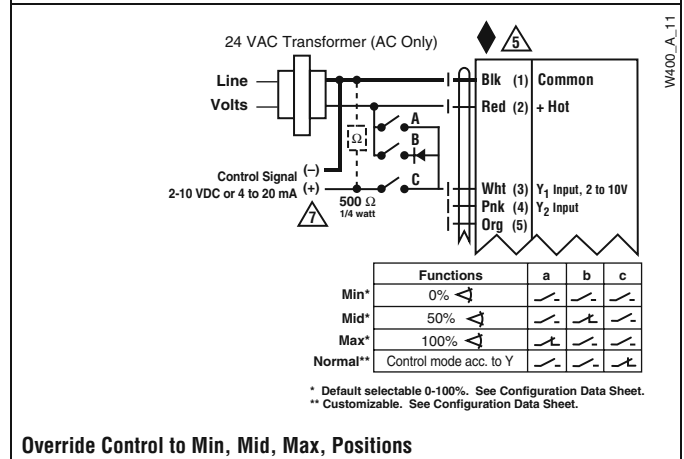 24 VAC Transformer (AC Only)
5
W400_A_11
Line
Volts
Blk (1) Common
Red (2) + Hot
A
Ω
B
C
Control Signal (–)
2-10 VDC or 4 to 20 mA (+)
7
500 Ω
1/4 watt
Wht (3) Y1 Input, 2 to 10V
Pnk (4) Y2 Input
Org (5)
Functions a b c
Min* 0%
Mid* 50%
Max* 100%
Normal** Control mode acc. to Y
* Default selectable 0-100%. See Configuration Data Sheet.
** Customizable. See Configuration Data Sheet.
Override Control to Min, Mid, Max, Positions